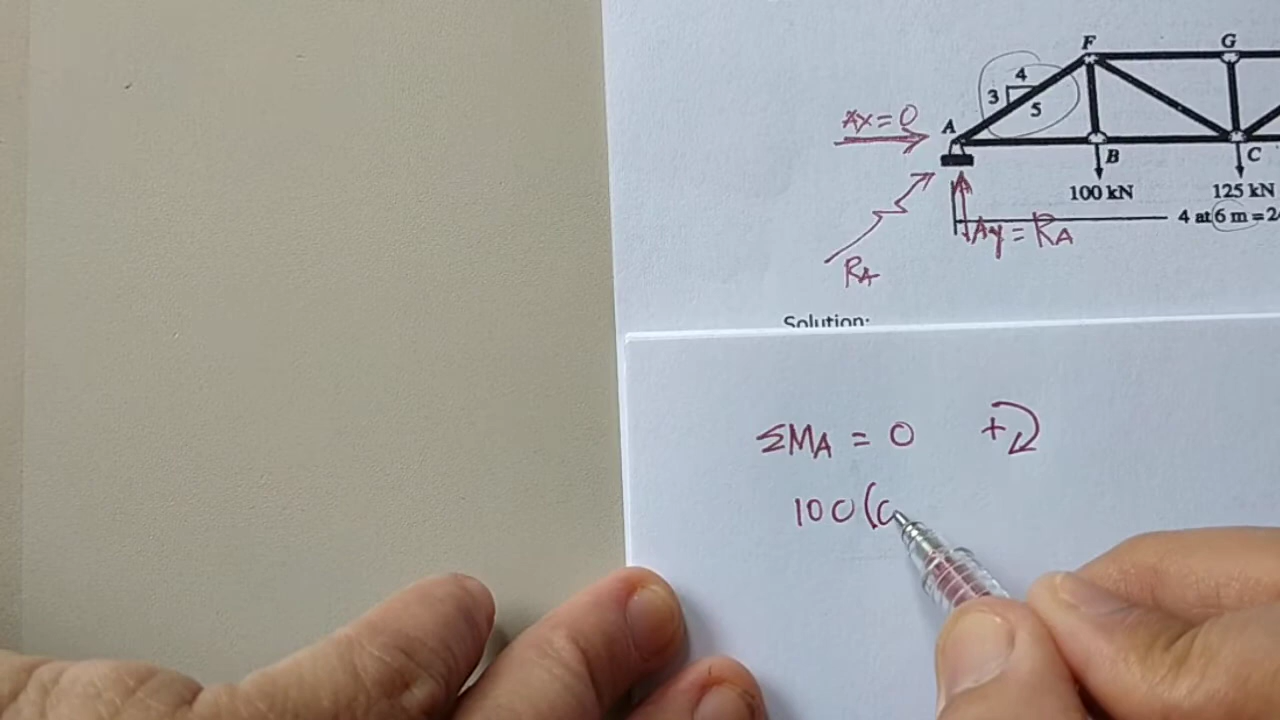 F G
4
3
5
Ax = 0
A
B C
100 kN 125 kN
4 at 6 m = 2
Ay = RA
RA
Solution:
ΣMA = 0 +
100(